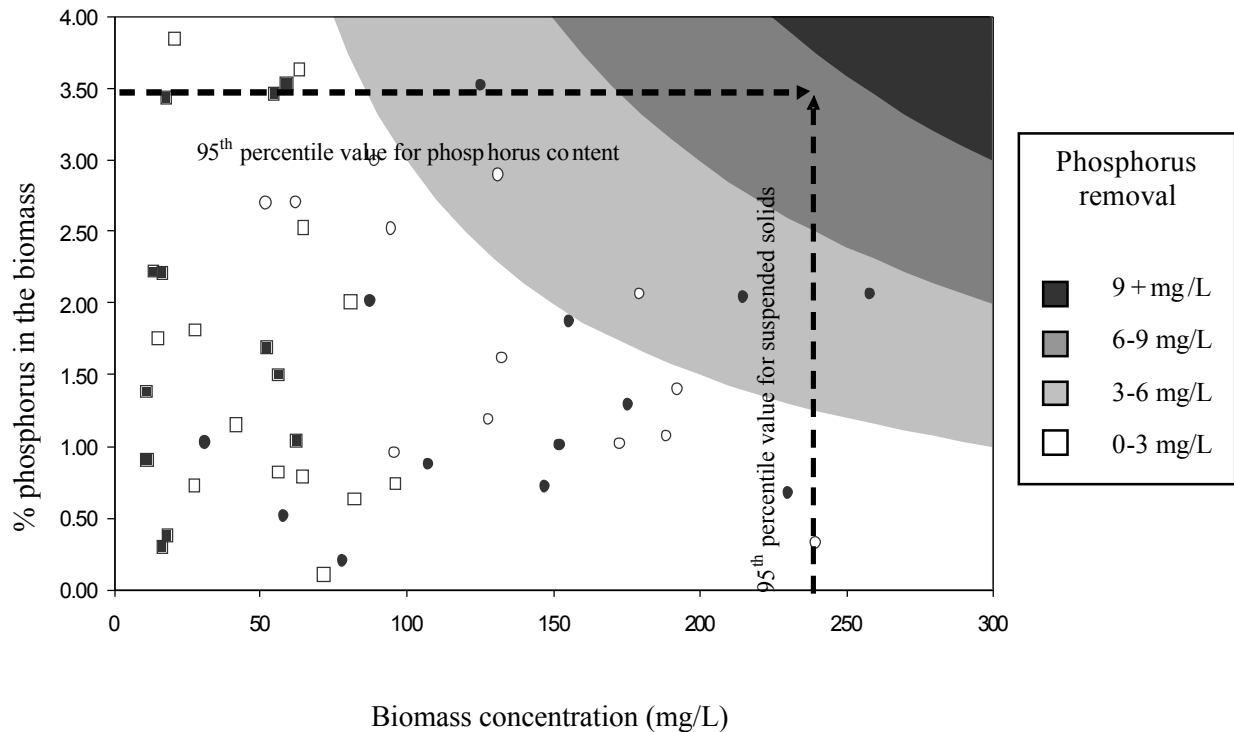 4.00
3.50
3.00
2.50
2.00
1.50
1.00
0.50
0.00
% phosphorus in the biomass
95th percentile value for phosphorus content
95th percentile value for suspended solids
0 50 100 150 200 250 300
Biomass concentration (mg/L)
Phosphorus
removal
9 + mg/L
6-9 mg/L
3-6 mg/L
0-3 mg/L